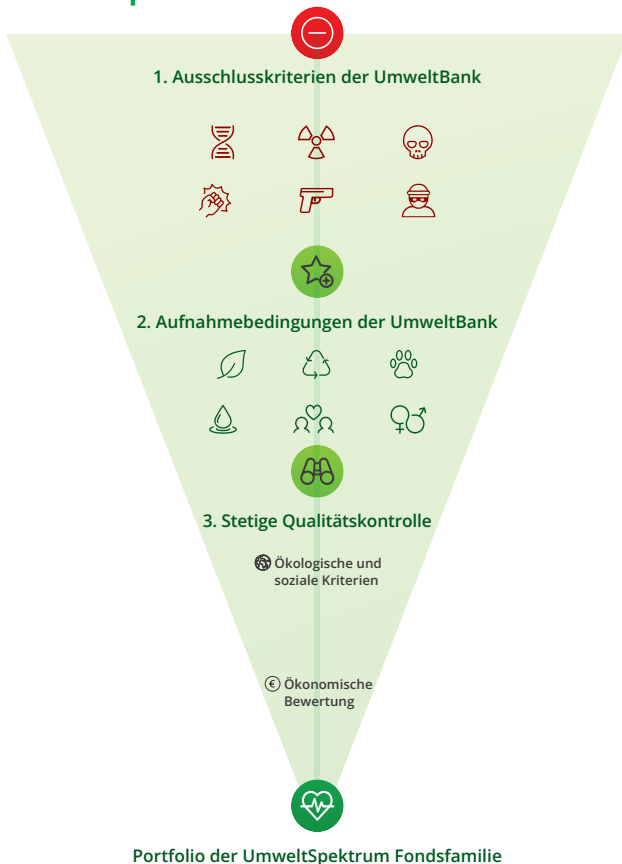 1. Ausschlusskriterien der UmweltBank
2. Aufnahmebedingungen der UmweltBank
3. Stetige Qualitätskontrolle
Ökologische und
soziale Kriterien
€ Ökonomische
Bewertung
Portfolio der UmweltSpektrum Fondsfamilie